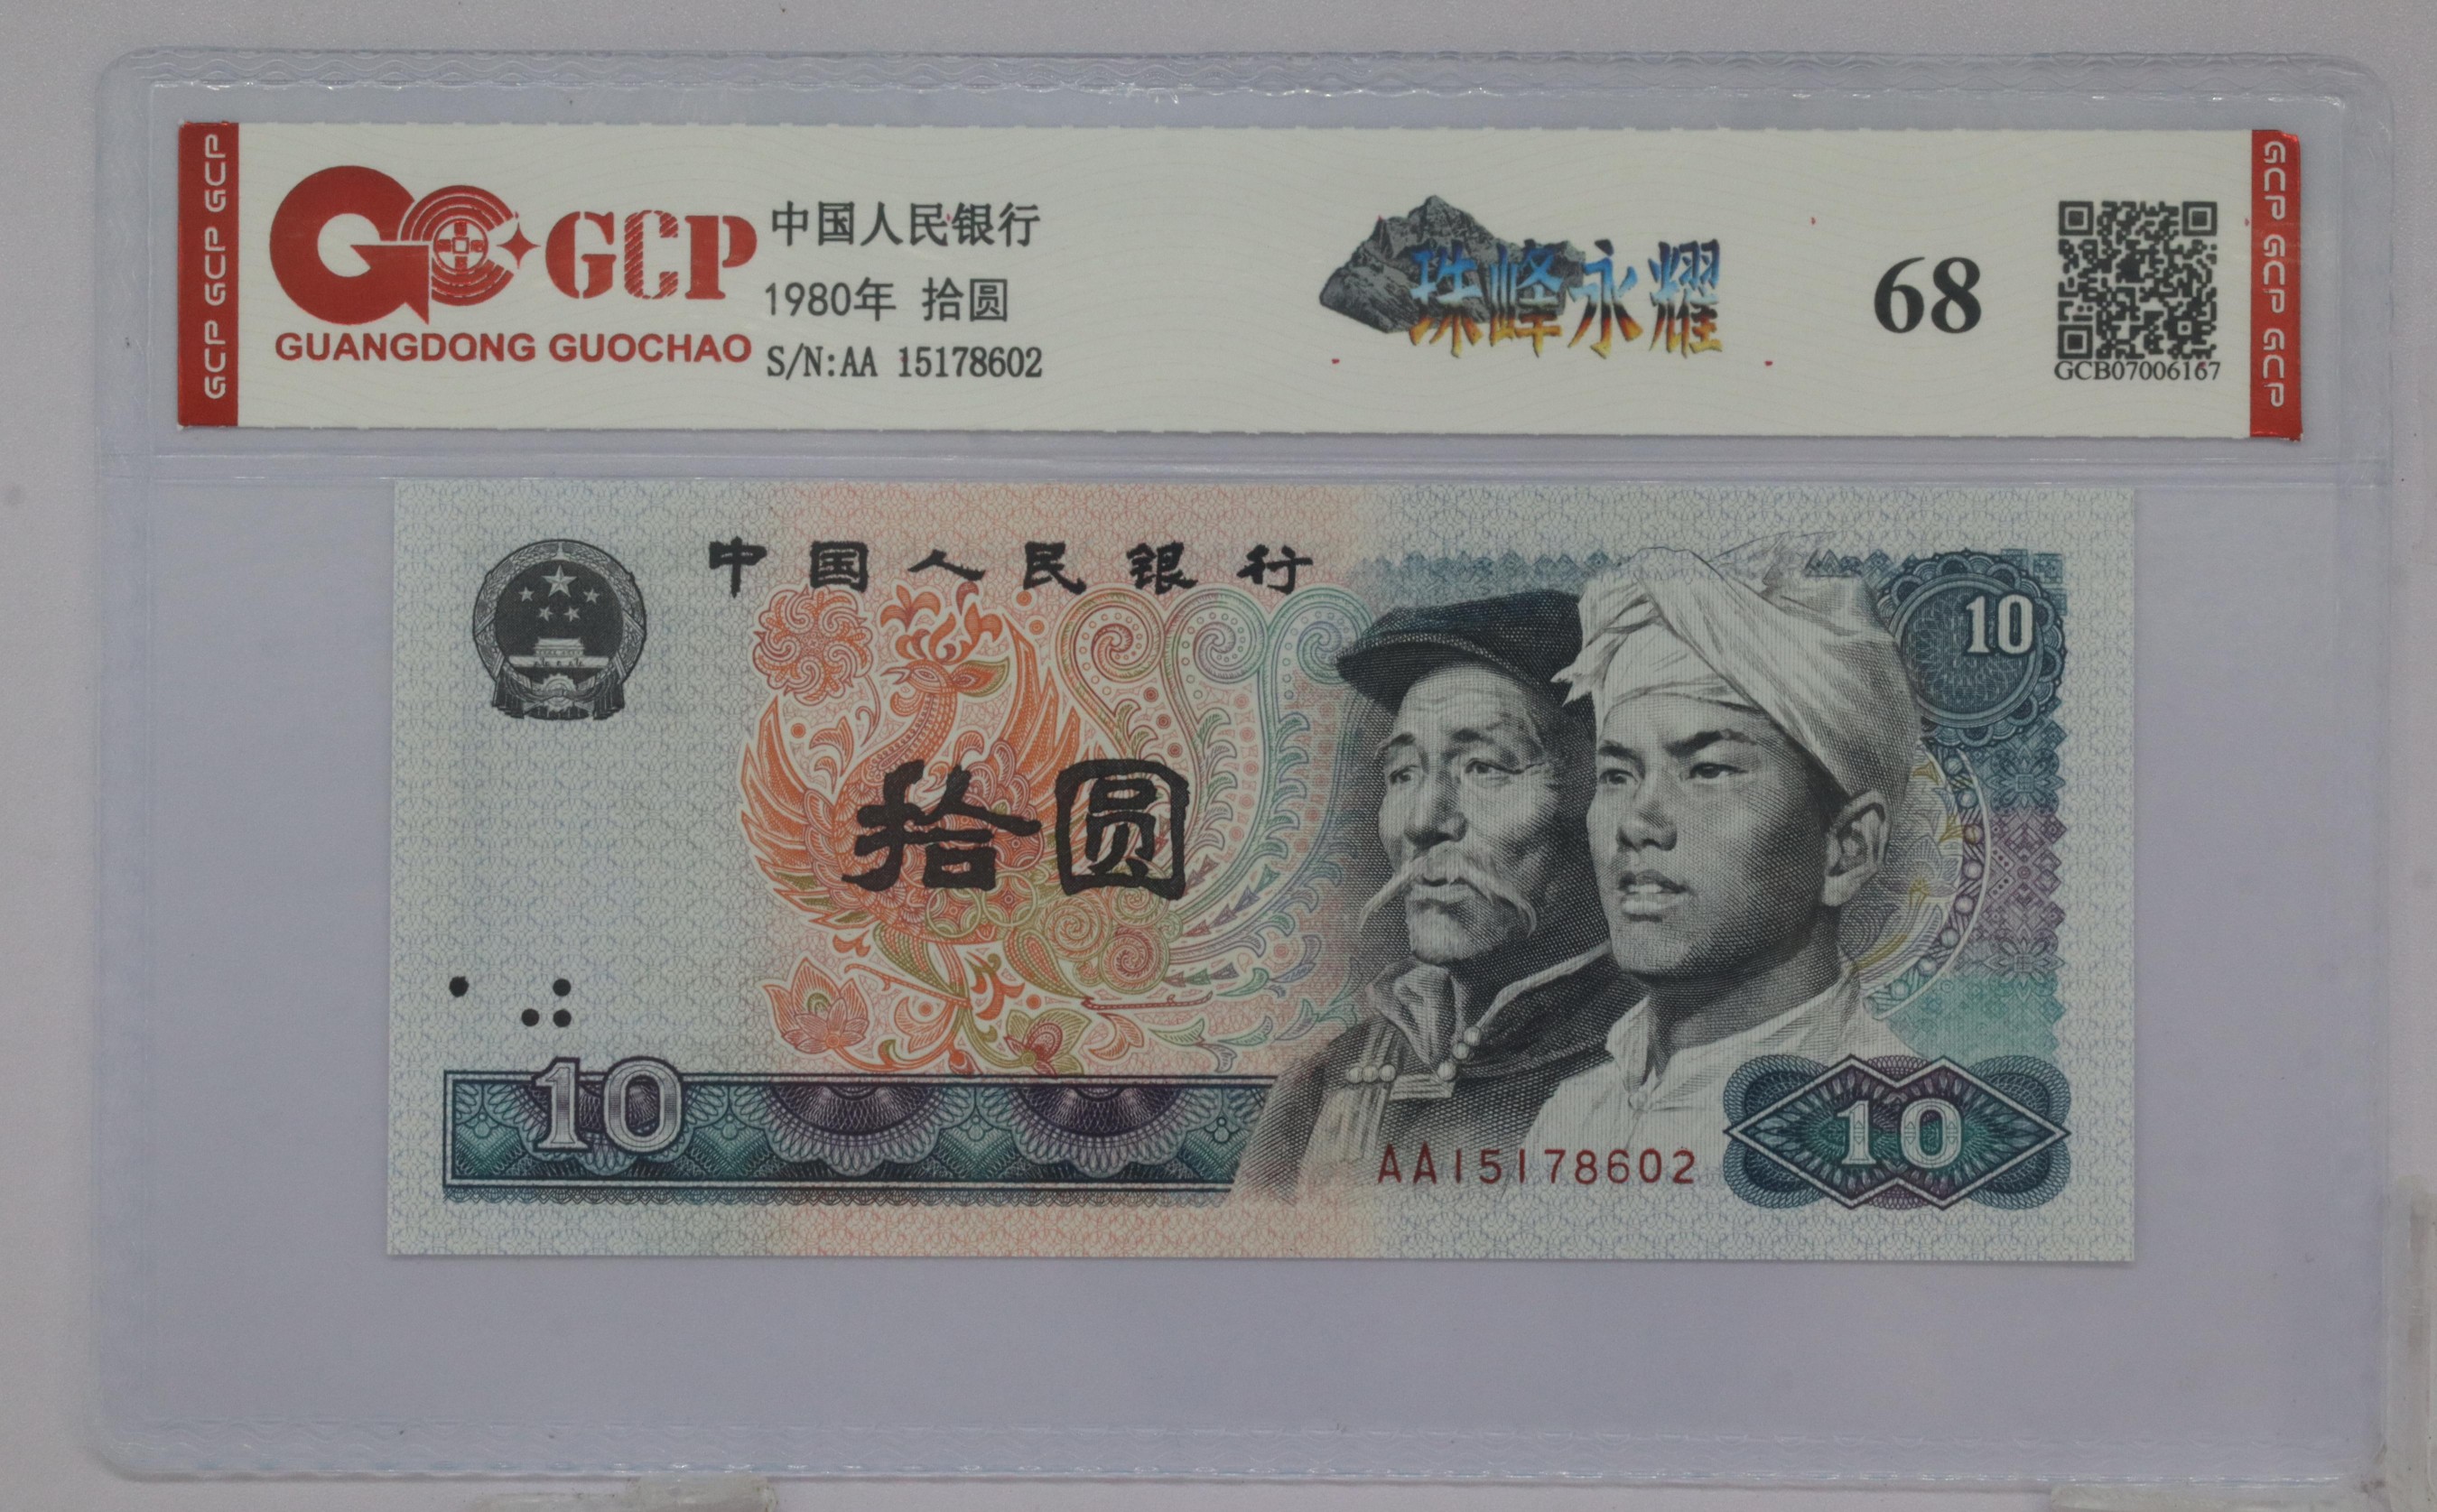 GCP GCP GCP
GCP
GUANGDONG GUOCHAO
中国人民银行
1980年 拾圆
S/N:AA 15178602
珠峰永耀
68
GCB07006167
GCP GCP GCP
中国人民银行
10
拾圆
10
AA15178602
10